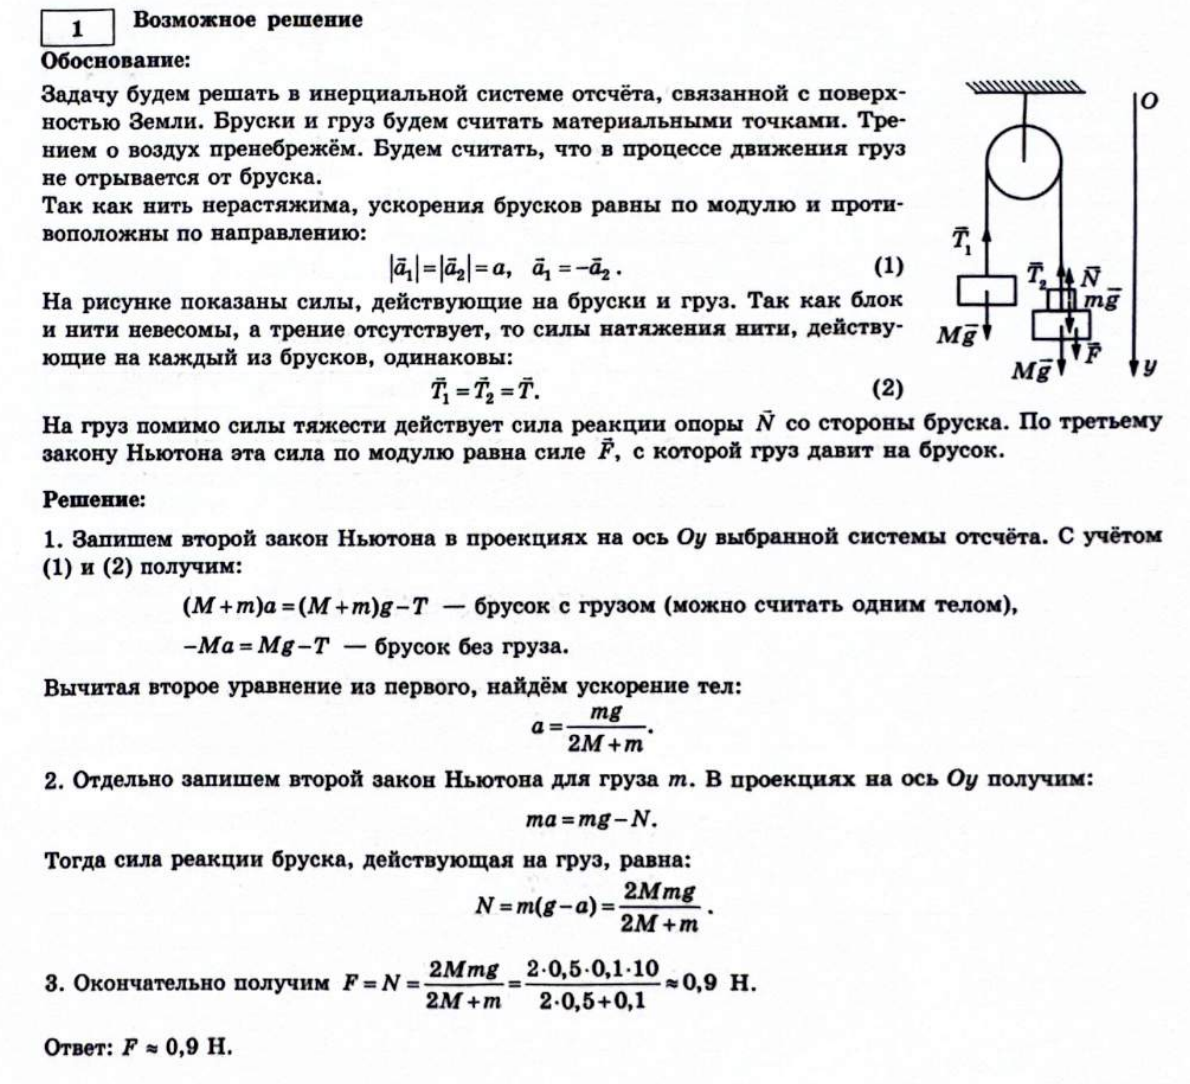 1 Возможное решение
Обоснование:
Задачу будем решать в инерциальной системе отсчёта, связанной с поверх-
ностью Земли. Бруски и груз будем считать материальными точками. Тре-
нием о воздух пренебрежём. Будем считать, что в процессе движения груз
не отрывается от бруска.
Так как нить нерастяжима, ускорения брусков равны по модулю и проти-
воположны по направлению:
|a⃗₁|=|a⃗₂|=a, a⃗₁=−a⃗₂. (1)
На рисунке показаны силы, действующие на бруски и груз. Так как блок
и нити невесомы, а трение отсутствует, то силы натяжения нити, действу-
ющие на каждый из брусков, одинаковы:
T⃗₁=T⃗₂=T⃗. (2)
O
T⃗₁
T⃗₂ N⃗
mg⃗
Mg⃗
F⃗
Mg⃗ y
На груз помимо силы тяжести действует сила реакции опоры N⃗ со стороны бруска. По третьему
закону Ньютона эта сила по модулю равна силе F⃗, с которой груз давит на брусок.
Решение:
1. Запишем второй закон Ньютона в проекциях на ось Oy выбранной системы отсчёта. С учётом
(1) и (2) получим:
(M+m)a=(M+m)g−T — брусок с грузом (можно считать одним телом),
−Ma=Mg−T — брусок без груза.
Вычитая второе уравнение из первого, найдём ускорение тел:
a=mg/(2M+m).
2. Отдельно запишем второй закон Ньютона для груза m. В проекциях на ось Oy получим:
ma=mg−N.
Тогда сила реакции бруска, действующая на груз, равна:
N=m(g−a)=2Mmg/(2M+m).
3. Окончательно получим F=N=2Mmg/(2M+m)=(2·0,5·0,1·10)/(2·0,5+0,1)≈0,9 Н.
Ответ: F ≈ 0,9 Н.